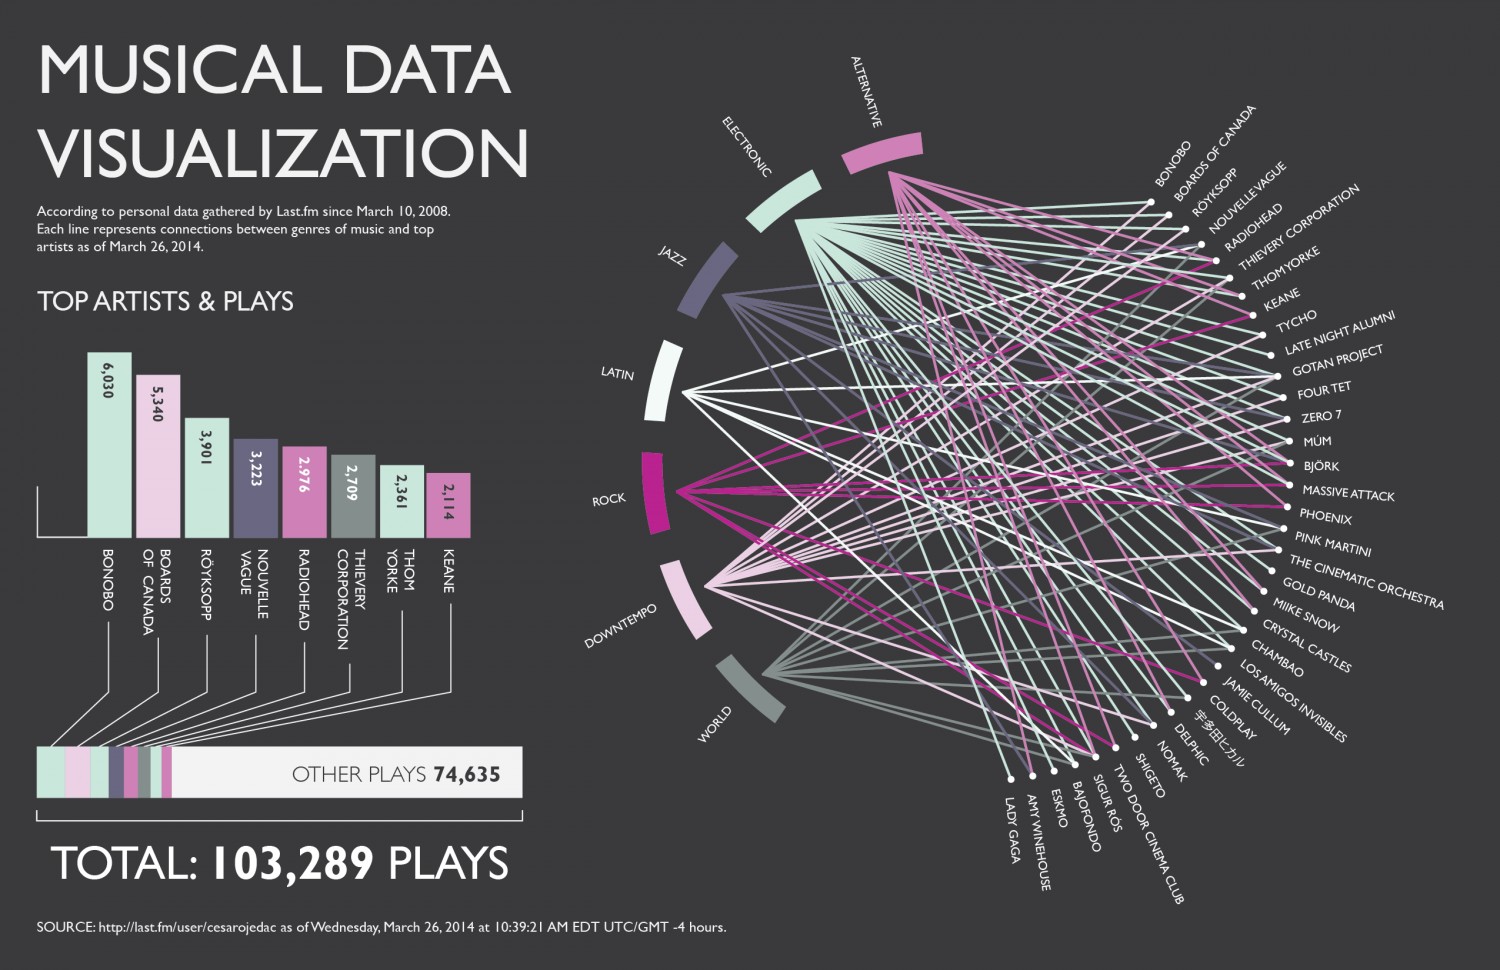 MUSICAL DATA
VISUALIZATION
According to personal data gathered by Last.fm since March 10, 2008.
Each line represents connections between genres of music and top
artists as of March 26, 2014.
TOP ARTISTS & PLAYS
6,030
5,340
3,901
3,223
2.976
2,709
2,361
2,114
BONOBO
BOARDS
OF CANADA
RÖYKSOPP
NOUVELLE
VAGUE
RADIOHEAD
THIEVERY
CORPORATION
THOM
YORKE
KEANE
OTHER PLAYS 74,635
TOTAL: 103,289 PLAYS
SOURCE: http://last.fm/user/cesarojedac as of Wednesday, March 26, 2014 at 10:39:21 AM EDT UTC/GMT -4 hours.
ALTERNATIVE
ELECTRONIC
JAZZ
LATIN
ROCK
DOWNTEMPO
WORLD
BONOBO
BOARDS OF CANADA
RÖYKSOPP
NOUVELLE VAGUE
RADIOHEAD
THIEVERY CORPORATION
THOM YORKE
KEANE
TYCHO
LATE NIGHT ALUMNI
GOTAN PROJECT
FOUR TET
ZERO 7
MÚM
BJÖRK
MASSIVE ATTACK
PHOENIX
PINK MARTINI
THE CINEMATIC ORCHESTRA
GOLD PANDA
MIIKE SNOW
CRYSTAL CASTLES
CHAMBAO
LOS AMIGOS INVISIBLES
JAMIE CULLUM
COLDPLAY
宇多田ヒカル
DELPHIC
NOMAK
SHIGETO
TWO DOOR CINEMA CLUB
SIGUR RÓS
BAJOFONDO
ESKMO
AMY WINEHOUSE
LADY GAGA